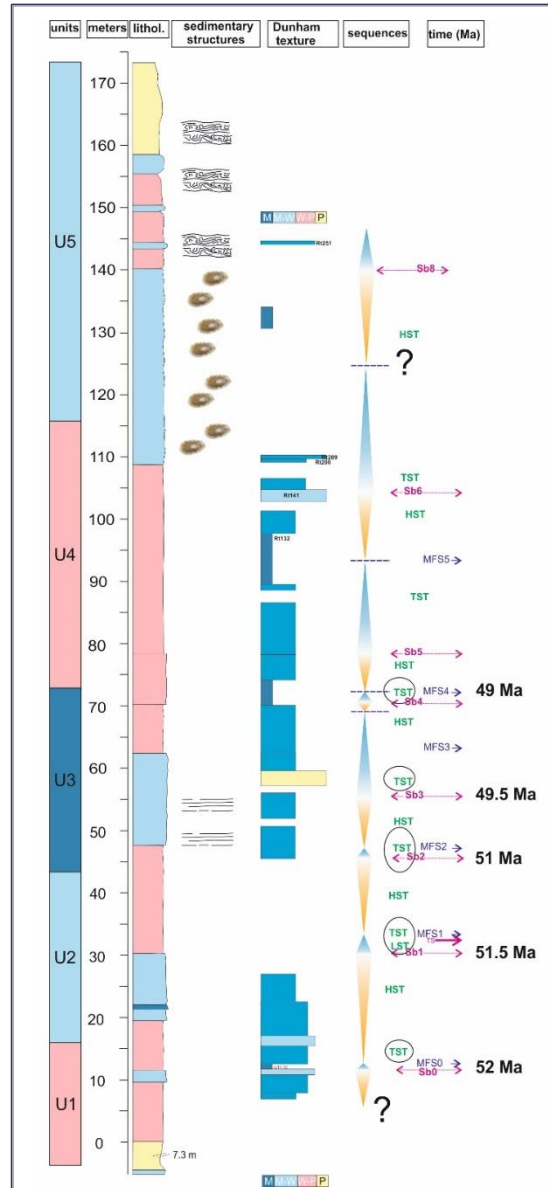 units meters lithol. sedimentary structures Dunham texture sequences time (Ma)
170
160
150
M M-W W-P P
Rt251
140
Sb8
U5
130
HST
?
120
110
Rt209
Rt208
TST
Rt141
Sb6
100
HST
Rt132
U4
90
MFS5
TST
80
Sb5
HST
TST MFS4 49 Ma
70
Sb4
HST
U3
MFS3
60
TST
Sb3 49.5 Ma
50
HST
TST MFS2
Sb2 51 Ma
40
HST
TST MFS1
U2
LST TS
30
Sb1 51.5 Ma
HST
20
TST
MFS0
Sb0 52 Ma
10
U1
?
0
7.3 m
M M-W W-P P